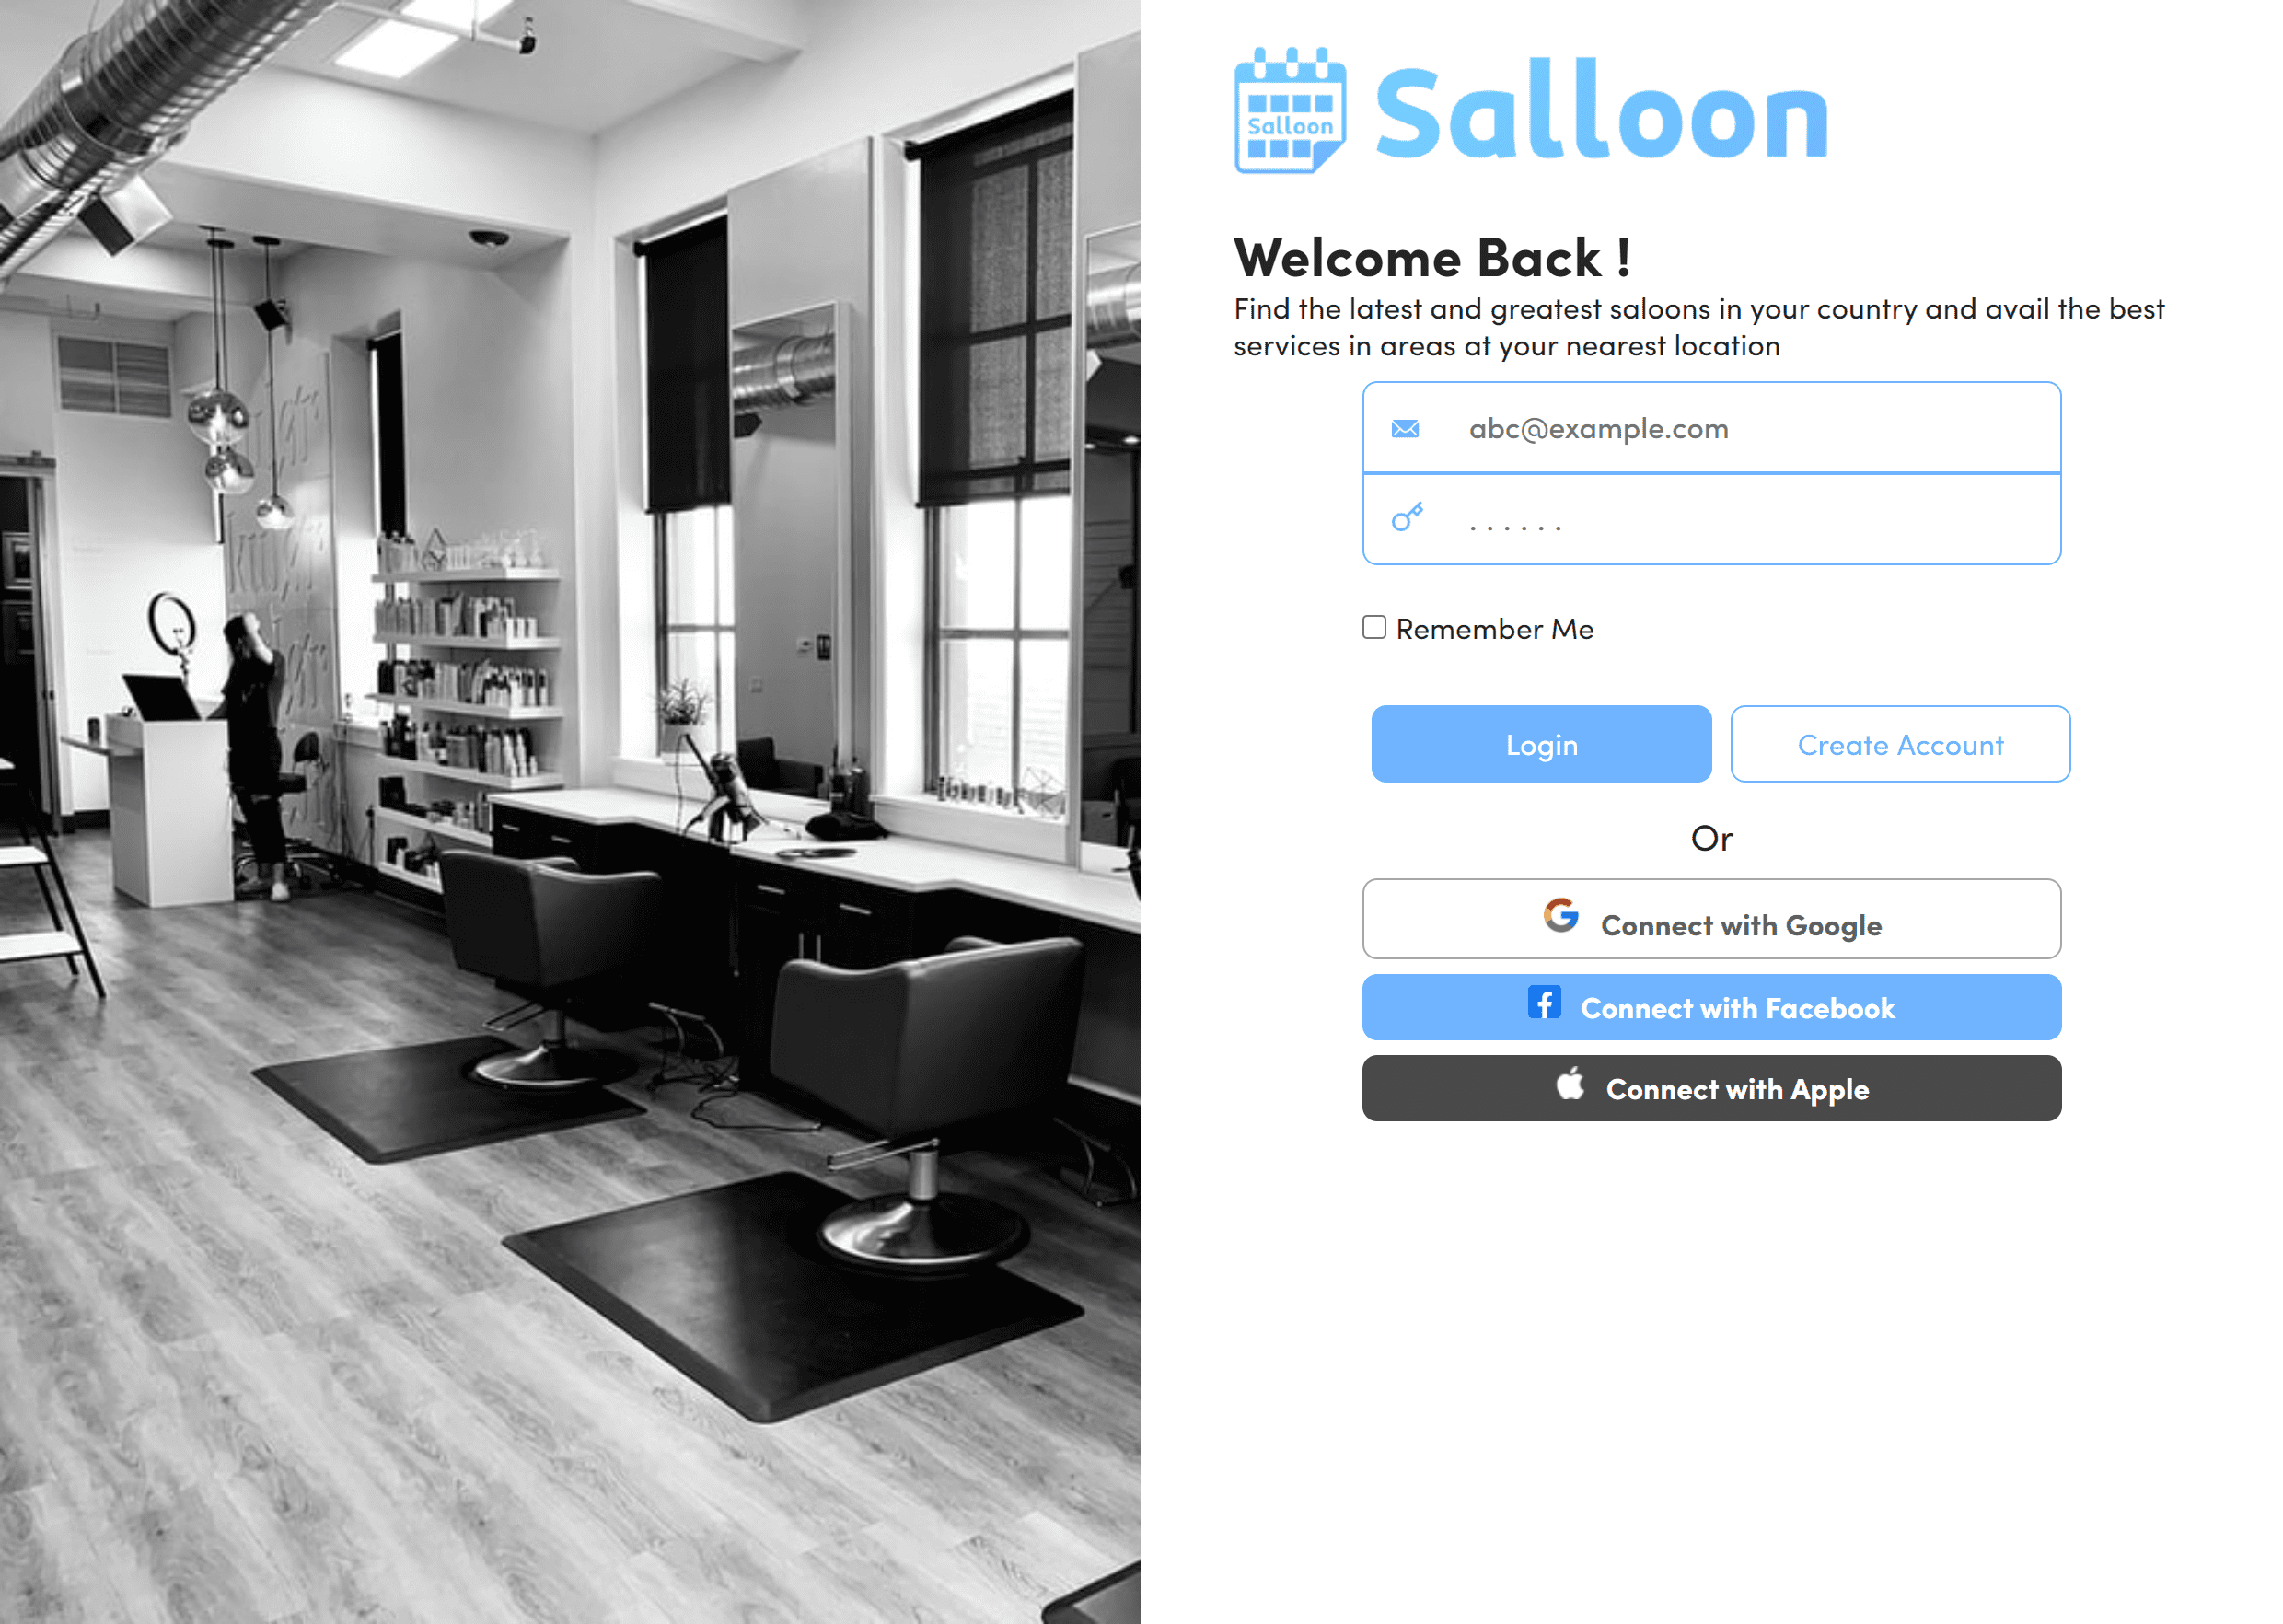 Salloon
Salloon
Welcome Back !
Find the latest and greatest saloons in your country and avail the best
services in areas at your nearest location
abc@example.com
. . . . . .
Remember Me
Login
Create Account
Or
Connect with Google
Connect with Facebook
Connect with Apple